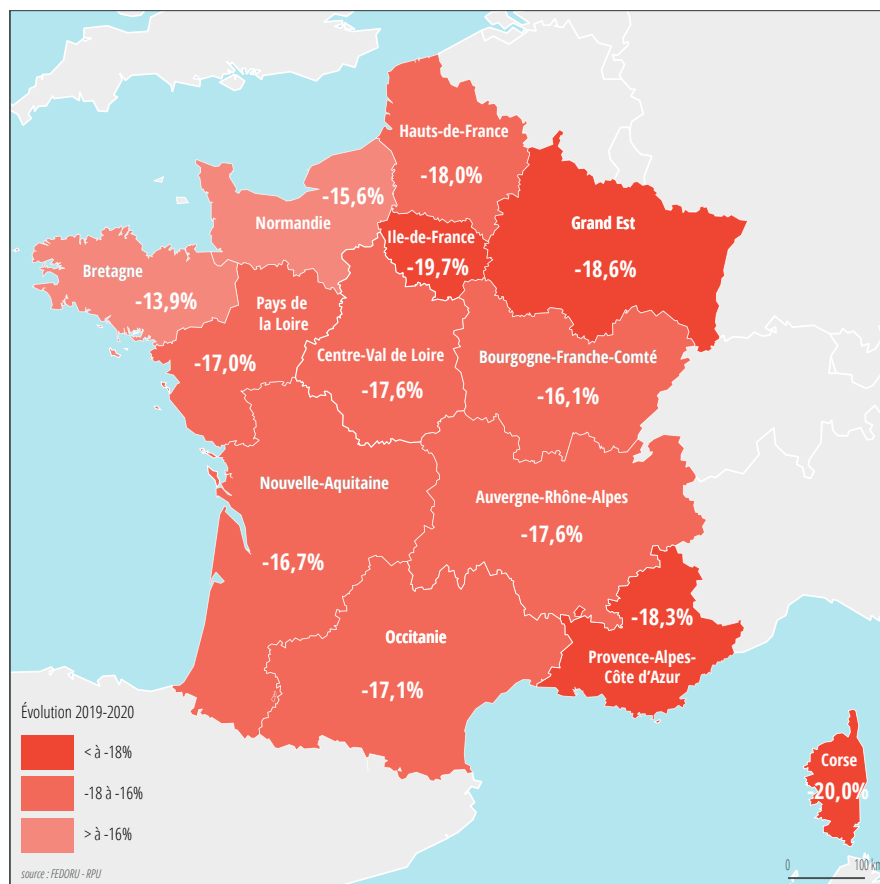 Hauts-de-France
-18,0%
-15,6%
Normandie
Ile-de-France
-19,7%
Grand Est
-18,6%
Bretagne
-13,9%
Pays de
la Loire
-17,0%
Centre-Val de Loire
-17,6%
Bourgogne-Franche-Comté
-16,1%
Nouvelle-Aquitaine
-16,7%
Auvergne-Rhône-Alpes
-17,6%
Occitanie
-17,1%
-18,3%
Provence-Alpes-
Côte d'Azur
Corse
-20,0%
Évolution 2019-2020
< à -18%
-18 à -16%
> à -16%
source : FEDORU - RPU
0 100 km